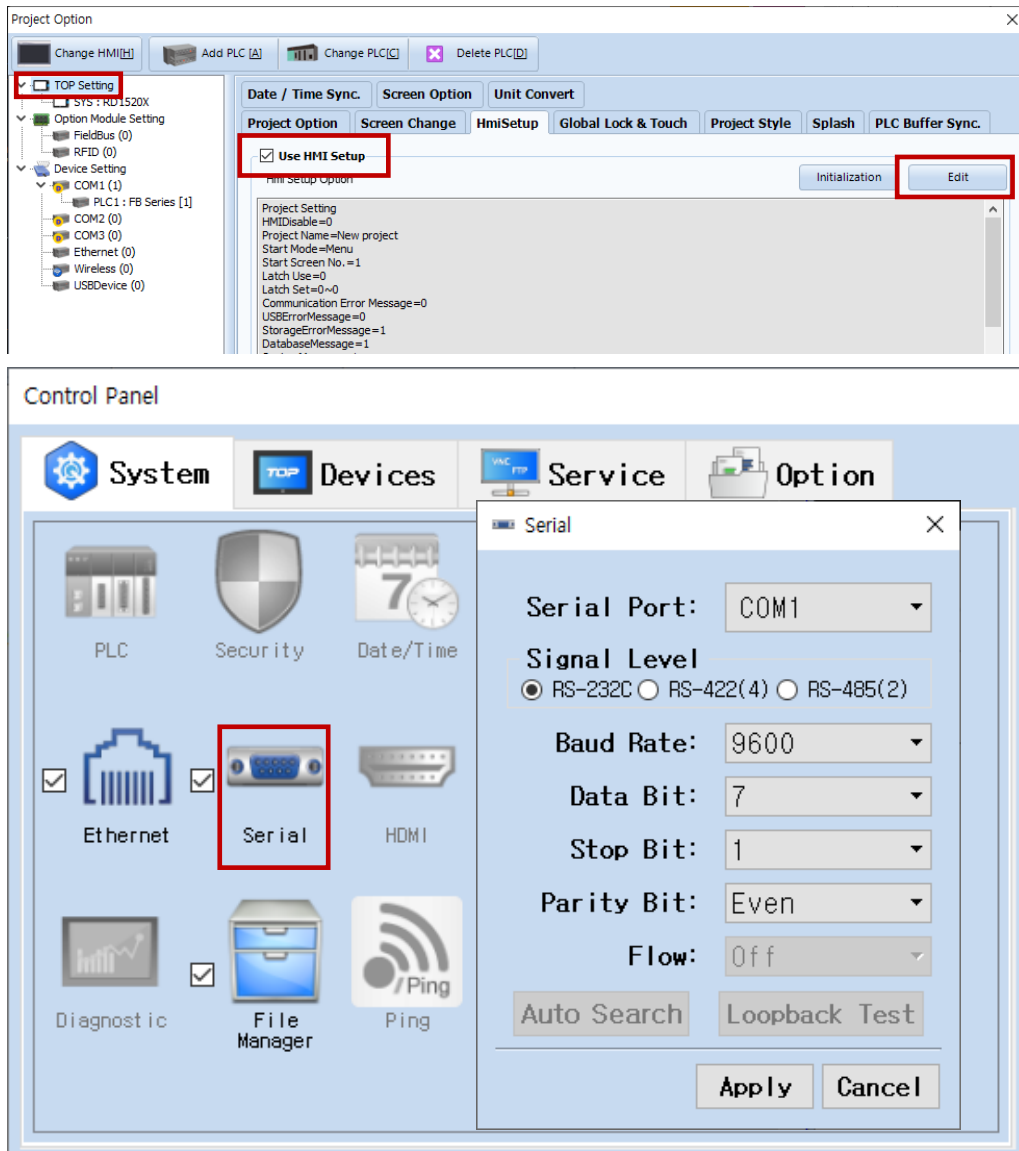 Project Option
Change HMI[H] Add PLC [A] Change PLC[C] Delete PLC[D]
TOP Setting
SYS : RD1520X
Option Module Setting
FieldBus (0)
RFID (0)
Device Setting
COM1 (1)
PLC1 : FB Series [1]
COM2 (0)
COM3 (0)
Ethernet (0)
Wireless (0)
USBDevice (0)
Date / Time Sync. Screen Option Unit Convert
Project Option Screen Change HmiSetup Global Lock & Touch Project Style Splash PLC Buffer Sync.
Use HMI Setup
Hmi Setup Option
Initialization Edit
Project Setting
HMIDisable=0
Project Name=New project
Start Mode=Menu
Start Screen No.=1
Latch Use=0
Latch Set=0~0
Communication Error Message=0
USBErrorMessage=0
StorageErrorMessage=1
DatabaseMessage=1
Control Panel
System TOP Devices VNC FTP Service Option
PLC Security 7 Date/Time
Ethernet Serial HDMI
Diagnostic File Manager /Ping Ping
Serial
Serial Port: COM1
Signal Level
RS-232C RS-422(4) RS-485(2)
Baud Rate: 9600
Data Bit: 7
Stop Bit: 1
Parity Bit: Even
Flow: Off
Auto Search Loopback Test
Apply Cancel